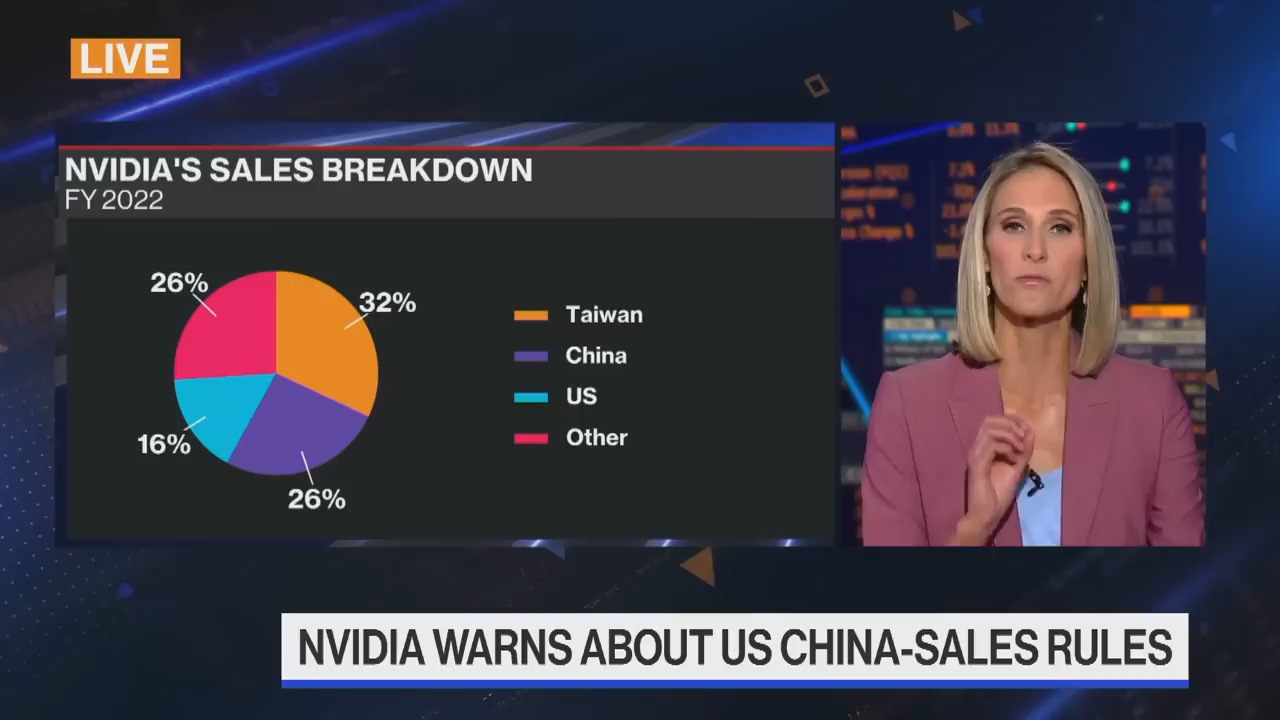 LIVE
NVIDIA'S SALES BREAKDOWN
FY 2022
26%
32%
16%
26%
Taiwan
China
US
Other
NVIDIA WARNS ABOUT US CHINA-SALES RULES